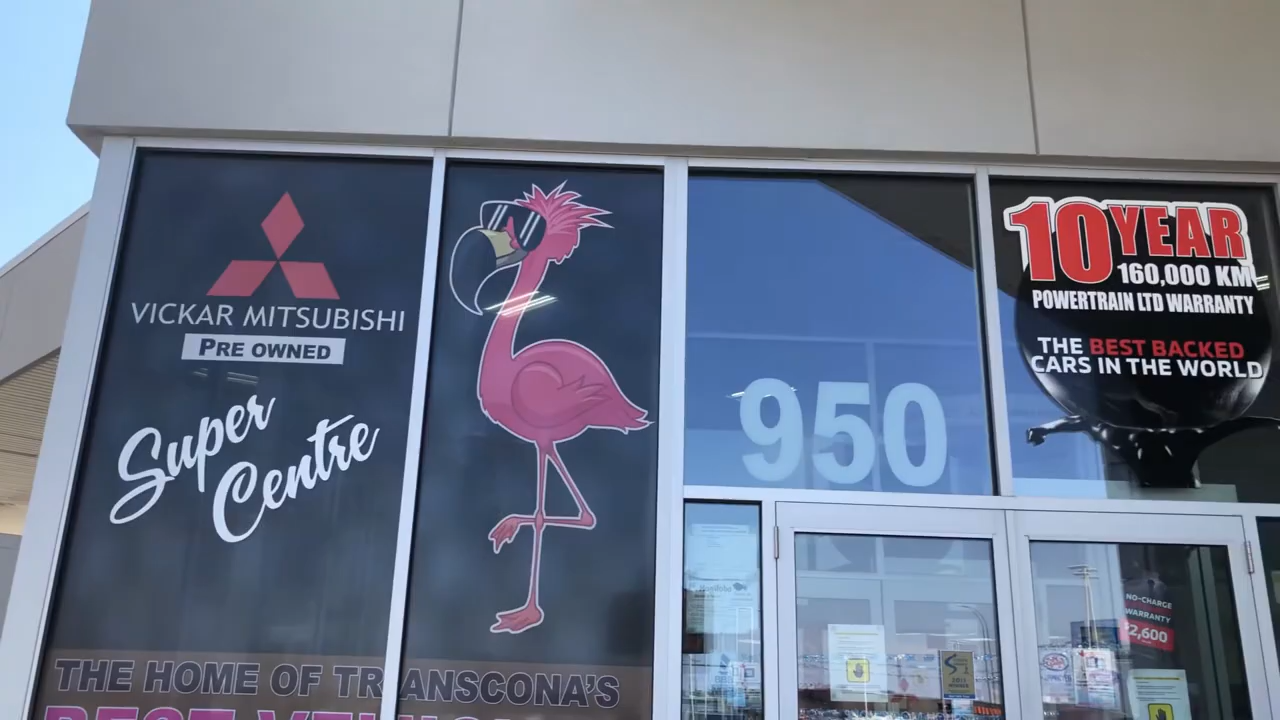 VICKAR MITSUBISHI
PRE OWNED
Super
Centre
THE HOME OF TRANSCONA'S
BEST
950
10 YEAR
160,000 KM
POWERTRAIN LTD WARRANTY
THE BEST BACKED
CARS IN THE WORLD
NO-CHARGE
WARRANTY
$2,600